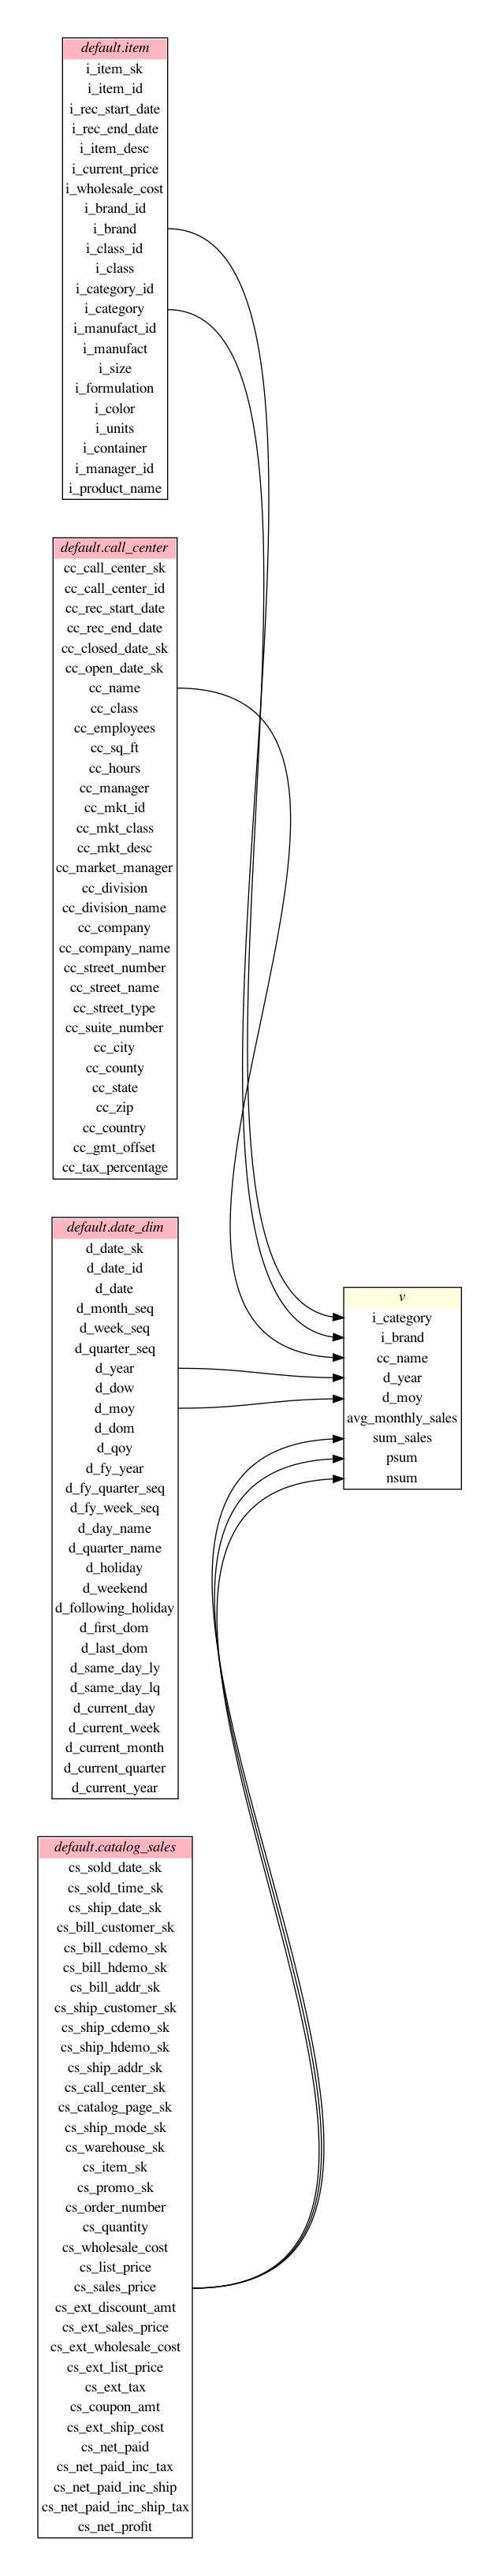 default.item
i_item_sk
i_item_id
i_rec_start_date
i_rec_end_date
i_item_desc
i_current_price
i_wholesale_cost
i_brand_id
i_brand
i_class_id
i_class
i_category_id
i_category
i_manufact_id
i_manufact
i_size
i_formulation
i_color
i_units
i_container
i_manager_id
i_product_name
default.call_center
cc_call_center_sk
cc_call_center_id
cc_rec_start_date
cc_rec_end_date
cc_closed_date_sk
cc_open_date_sk
cc_name
cc_class
cc_employees
cc_sq_ft
cc_hours
cc_manager
cc_mkt_id
cc_mkt_class
cc_mkt_desc
cc_market_manager
cc_division
cc_division_name
cc_company
cc_company_name
cc_street_number
cc_street_name
cc_street_type
cc_suite_number
cc_city
cc_county
cc_state
cc_zip
cc_country
cc_gmt_offset
cc_tax_percentage
default.date_dim
d_date_sk
d_date_id
d_date
d_month_seq
d_week_seq
d_quarter_seq
d_year
d_dow
d_moy
d_dom
d_qoy
d_fy_year
d_fy_quarter_seq
d_fy_week_seq
d_day_name
d_quarter_name
d_holiday
d_weekend
d_following_holiday
d_first_dom
d_last_dom
d_same_day_ly
d_same_day_lq
d_current_day
d_current_week
d_current_month
d_current_quarter
d_current_year
v
i_category
i_brand
cc_name
d_year
d_moy
avg_monthly_sales
sum_sales
psum
nsum
default.catalog_sales
cs_sold_date_sk
cs_sold_time_sk
cs_ship_date_sk
cs_bill_customer_sk
cs_bill_cdemo_sk
cs_bill_hdemo_sk
cs_bill_addr_sk
cs_ship_customer_sk
cs_ship_cdemo_sk
cs_ship_hdemo_sk
cs_ship_addr_sk
cs_call_center_sk
cs_catalog_page_sk
cs_ship_mode_sk
cs_warehouse_sk
cs_item_sk
cs_promo_sk
cs_order_number
cs_quantity
cs_wholesale_cost
cs_list_price
cs_sales_price
cs_ext_discount_amt
cs_ext_sales_price
cs_ext_wholesale_cost
cs_ext_list_price
cs_ext_tax
cs_coupon_amt
cs_ext_ship_cost
cs_net_paid
cs_net_paid_inc_tax
cs_net_paid_inc_ship
cs_net_paid_inc_ship_tax
cs_net_profit